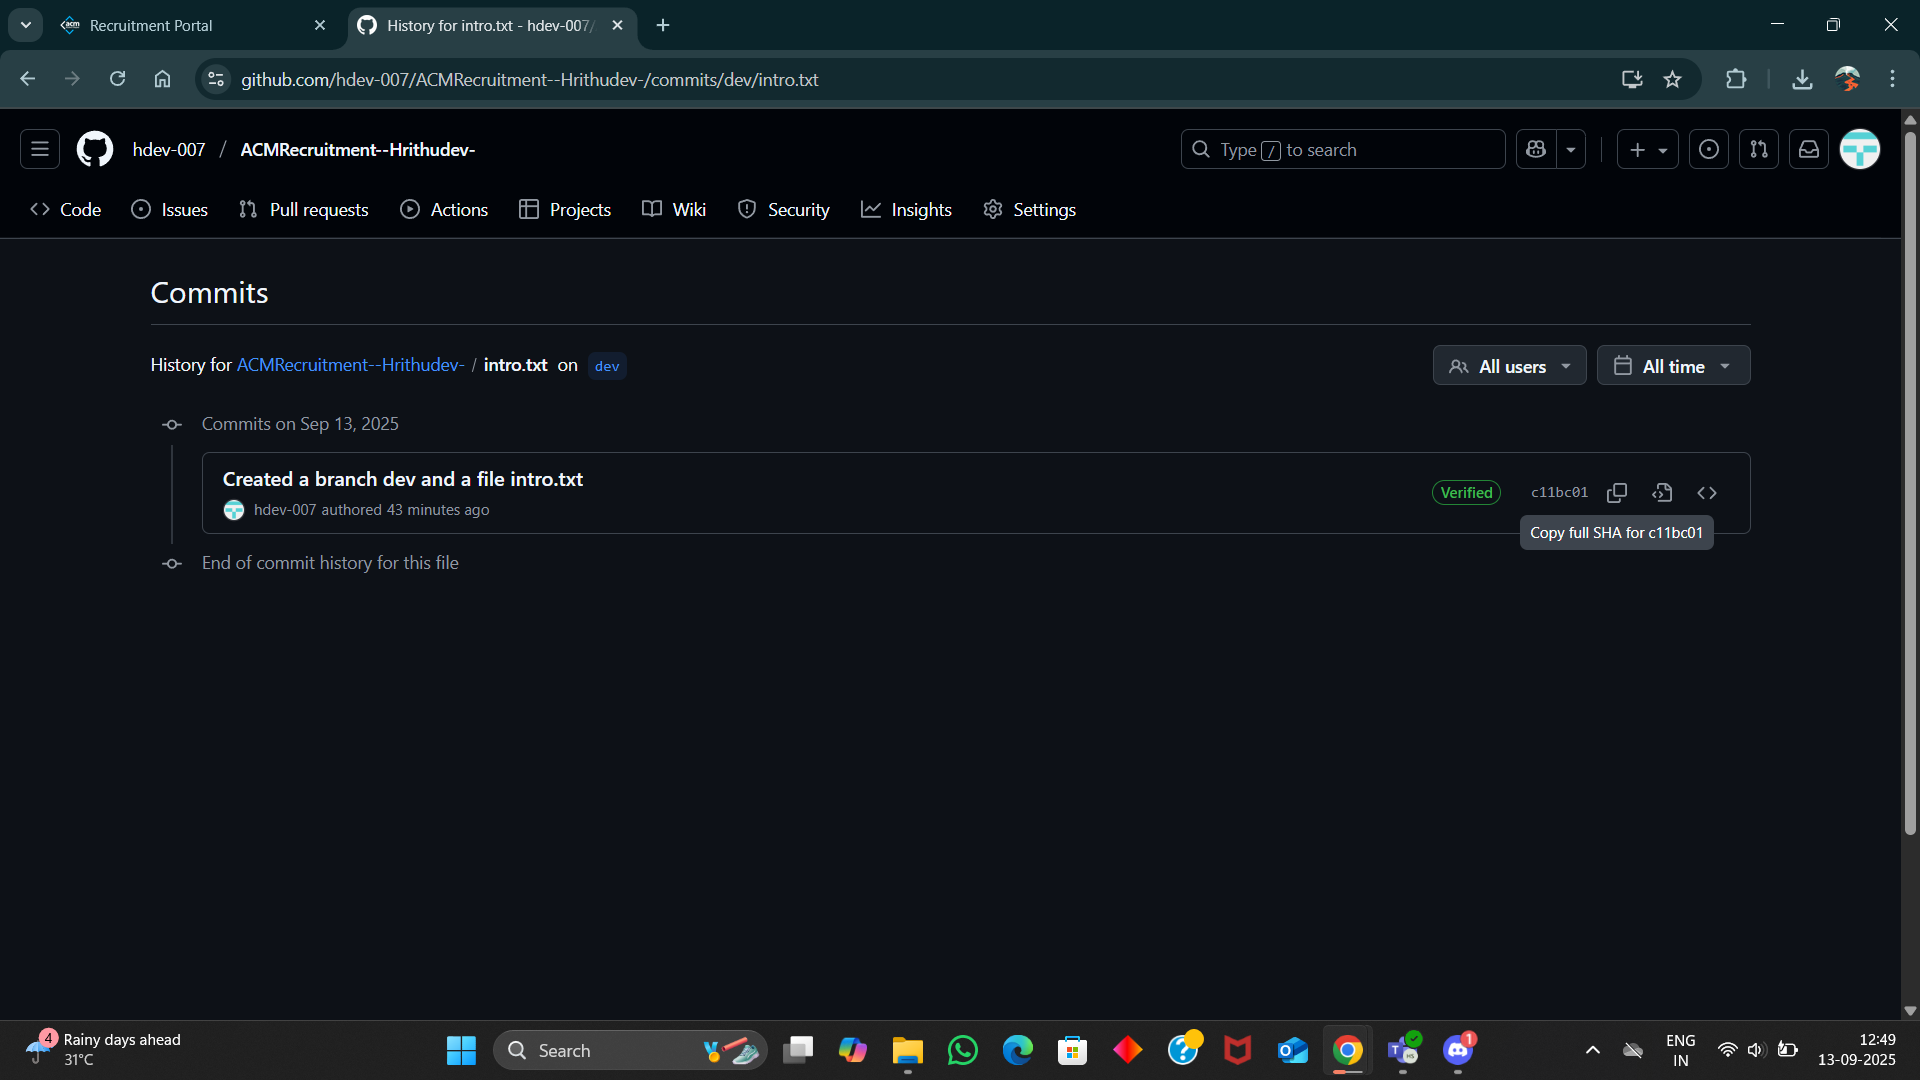 Recruitment Portal
History for intro.txt - hdev-007/
github.com/hdev-007/ACMRecruitment--Hrithudev-/commits/dev/intro.txt
hdev-007 / ACMRecruitment--Hrithudev-
Type / to search
Code Issues Pull requests Actions Projects Wiki Security Insights Settings
Commits
History for ACMRecruitment--Hrithudev- / intro.txt on dev
All users All time
Commits on Sep 13, 2025
Created a branch dev and a file intro.txt
hdev-007 authored 43 minutes ago
Verified c11bc01
Copy full SHA for c11bc01
End of commit history for this file
4
Rainy days ahead
31°C
Search
1
ENG
IN
12:49
13-09-2025